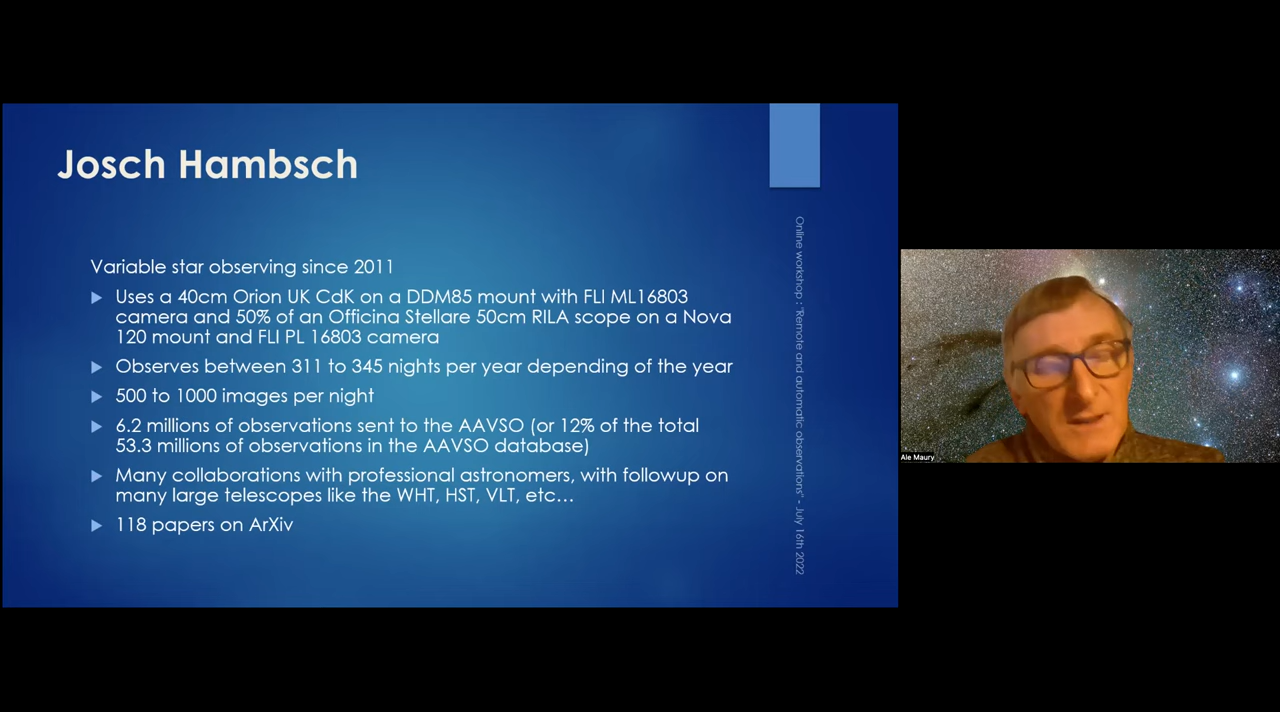 Josch Hambsch
Variable star observing since 2011
Uses a 40cm Orion UK CdK on a DDM85 mount with FLI ML16803
camera and 50% of an Officina Stellare 50cm RILA scope on a Nova
120 mount and FLI PL 16803 camera
Observes between 311 to 345 nights per year depending of the year
500 to 1000 images per night
6.2 millions of observations sent to the AAVSO (or 12% of the total
53.3 millions of observations in the AAVSO database)
Many collaborations with professional astronomers, with followup on
many large telescopes like the WHT, HST, VLT, etc…
118 papers on ArXiv
Online workshop : "Remote and automatic observations" - July 16th 2022
Ale Maury